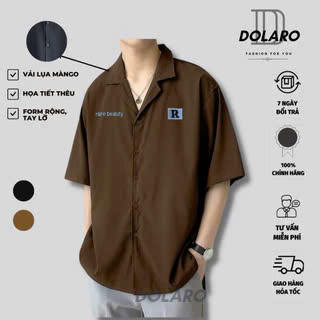 DOLARO
FASHION FOR YOU
VẢI LỤA MÀNGO
HỌA TIẾT THÊU
FORM RỘNG,
TAY LỠ
rare beauty
R
7 NGÀY
ĐỔI TRẢ
100%
CHÍNH HÃNG
TƯ VẤN
MIỄN PHÍ
GIAO HÀNG
HỎA TỐC
DOLARO